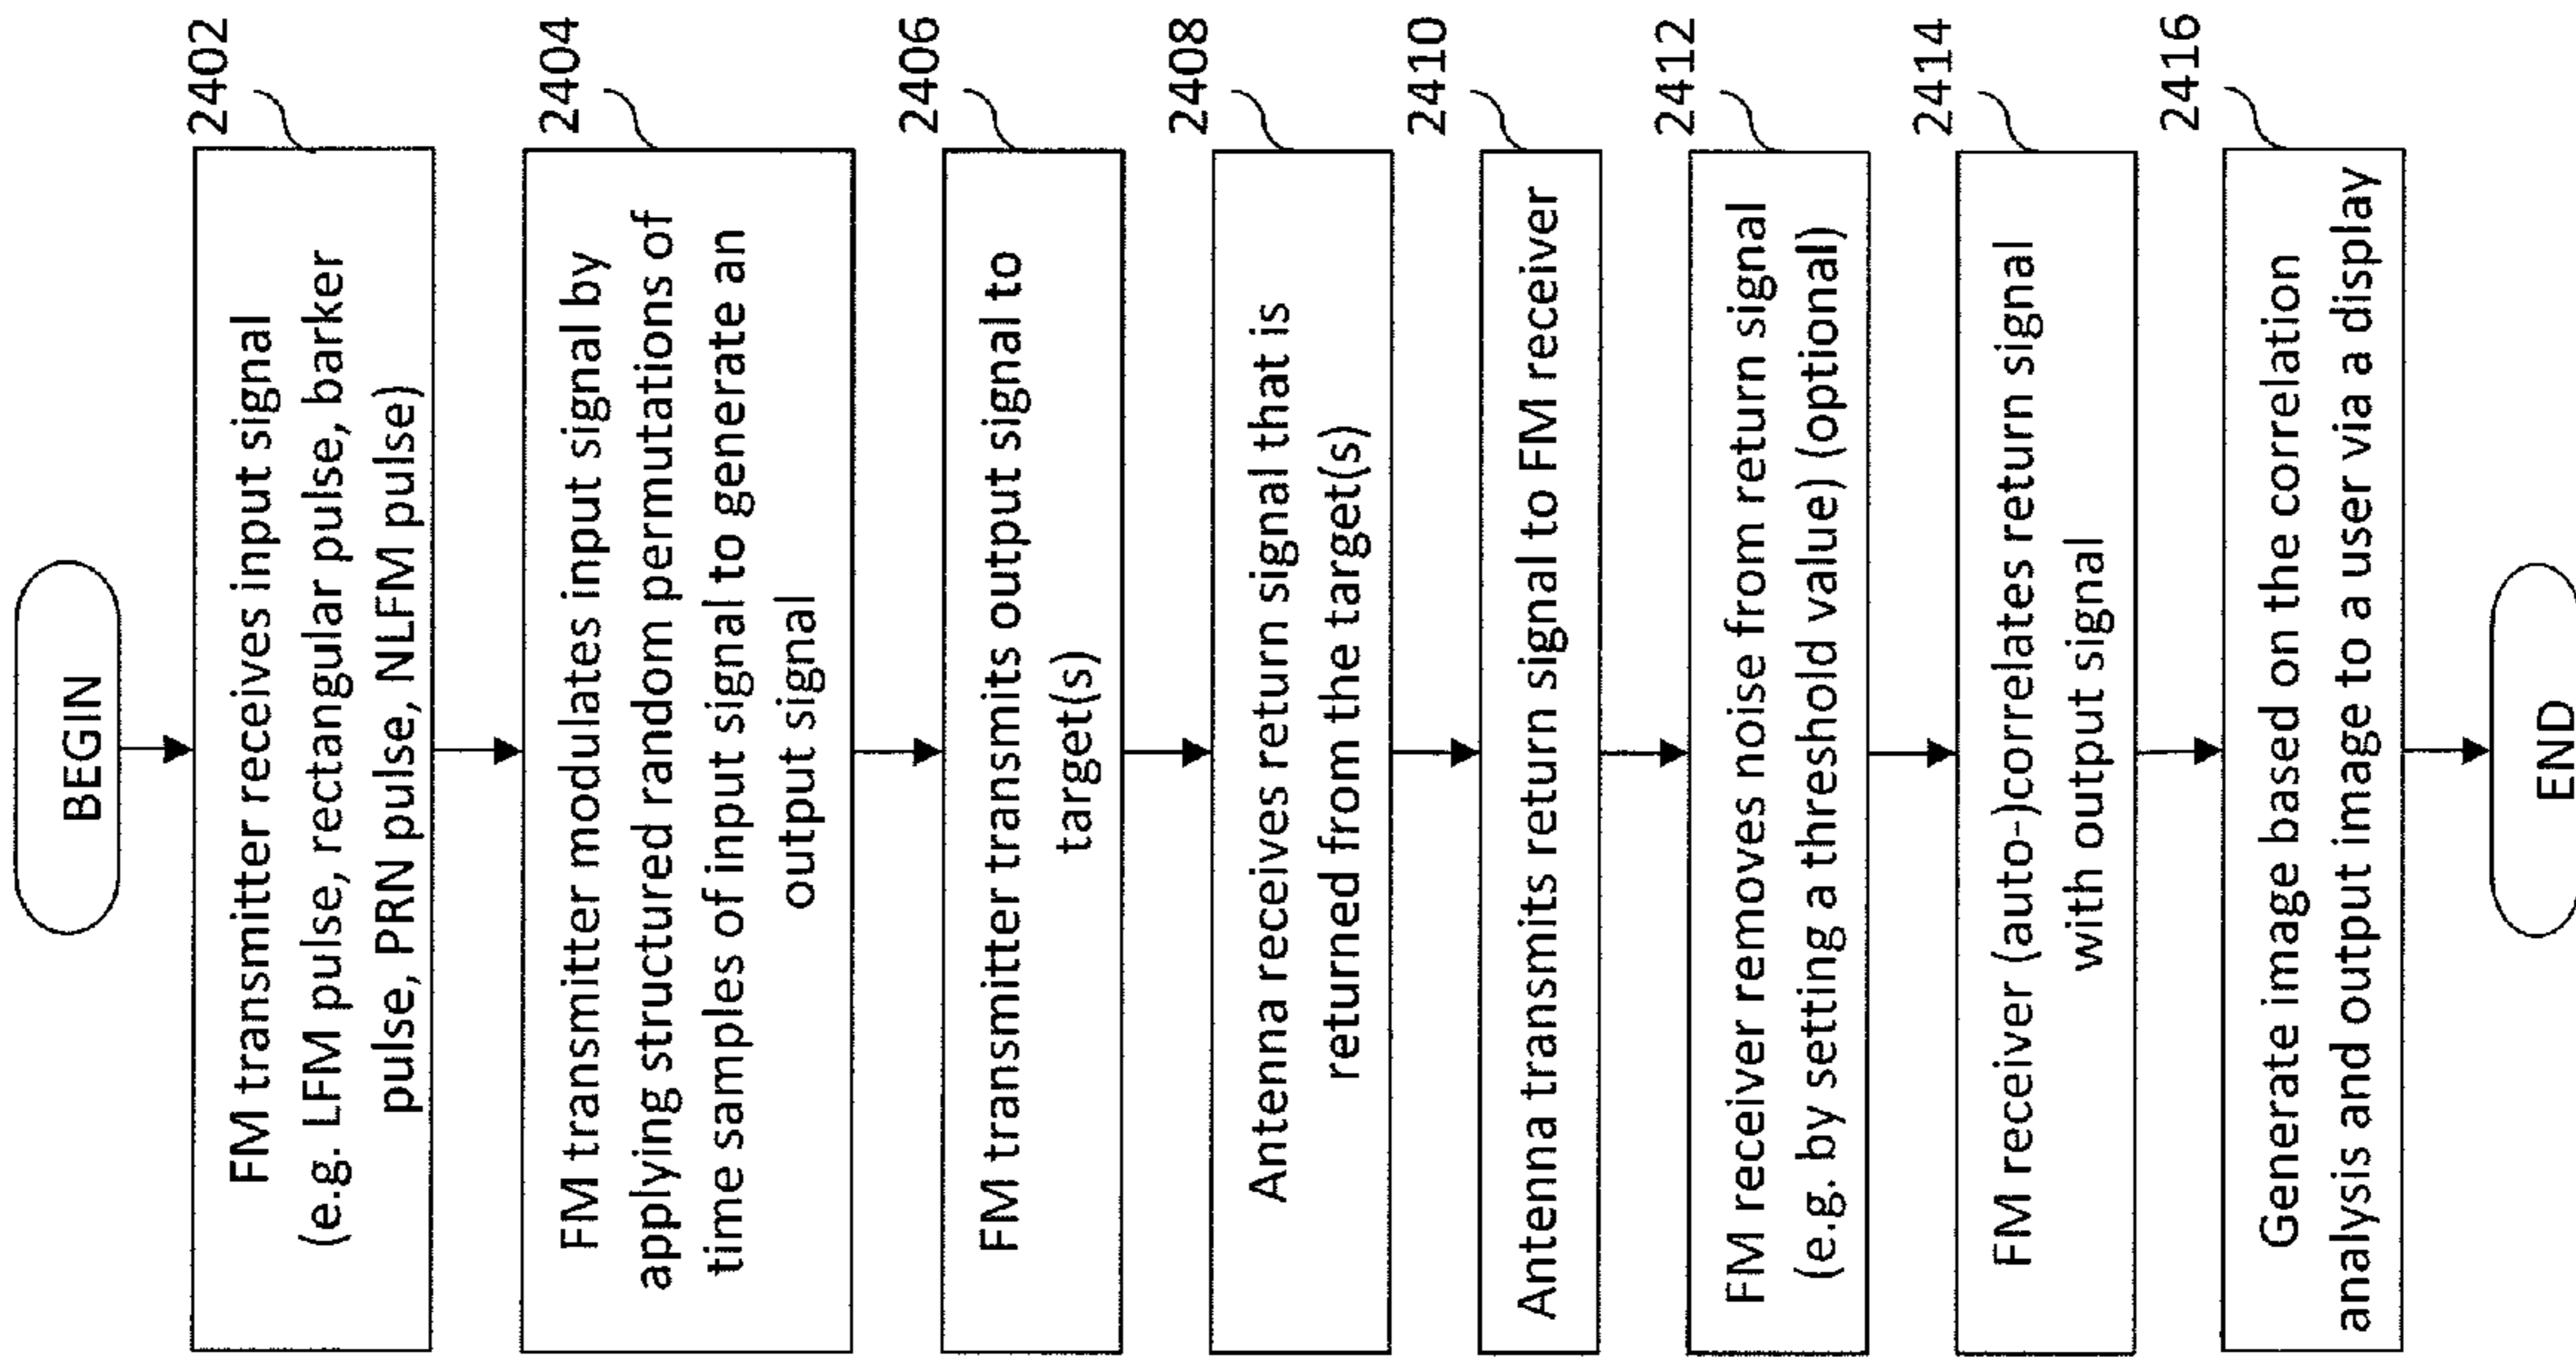 BEGIN
2402
FM transmitter receives input signal
(e.g. LFM pulse, rectangular pulse, barker
pulse, PRN pulse, NLFM pulse)
2404
FM transmitter modulates input signal by
applying structured random permutations of
time samples of input signal to generate an
output signal
2406
FM transmitter transmits output signal to
target(s)
2408
Antenna receives return signal that is
returned from the target(s)
2410
Antenna transmits return signal to FM receiver
2412
FM receiver removes noise from return signal
(e.g. by setting a threshold value) (optional)
2414
FM receiver (auto-)correlates return signal
with output signal
2416
Generate image based on the correlation
analysis and output image to a user via a display
END